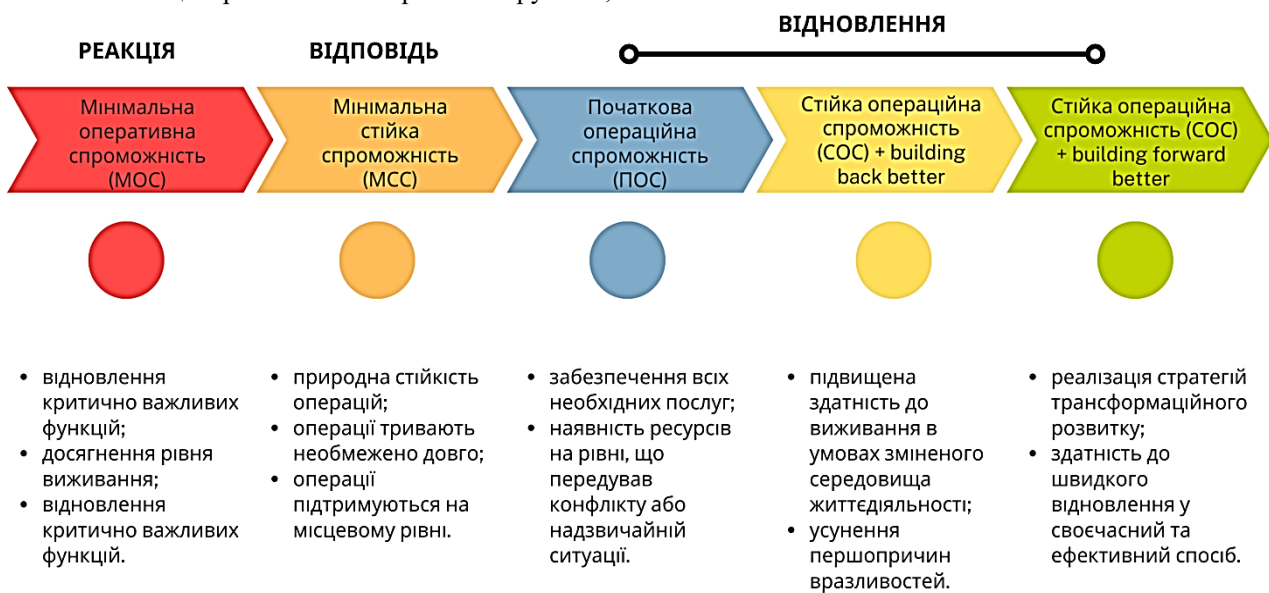 ВІДНОВЛЕННЯ
РЕАКЦІЯ
ВІДПОВІДЬ
Мінімальна
оперативна
спроможність
(МОС)
Мінімальна
стійка
спроможність
(МСС)
Початкова
операційна
спроможність
(ПОС)
Стійка операційна
спроможність
(СОС) + building
back better
Стійка операційна
спроможність (СОС)
+ building forward
better
• відновлення
критично важливих
функцій;
• досягнення рівня
виживання;
• відновлення
критично важливих
функцій.
• природна стійкість
операцій;
• операції тривають
необмежено довго;
• операції
підтримуються на
місцевому рівні.
• забезпечення всіх
необхідних послуг;
• наявність ресурсів
на рівні, що
передував
конфлікту або
надзвичайній
ситуації.
• підвищена
здатність до
виживання в
умовах зміненого
середовища
життєдіяльності;
• усунення
першопричин
вразливостей.
• реалізація стратегій
трансформаційного
розвитку;
• здатність до
швидкого
відновлення у
своєчасний та
ефективний спосіб.